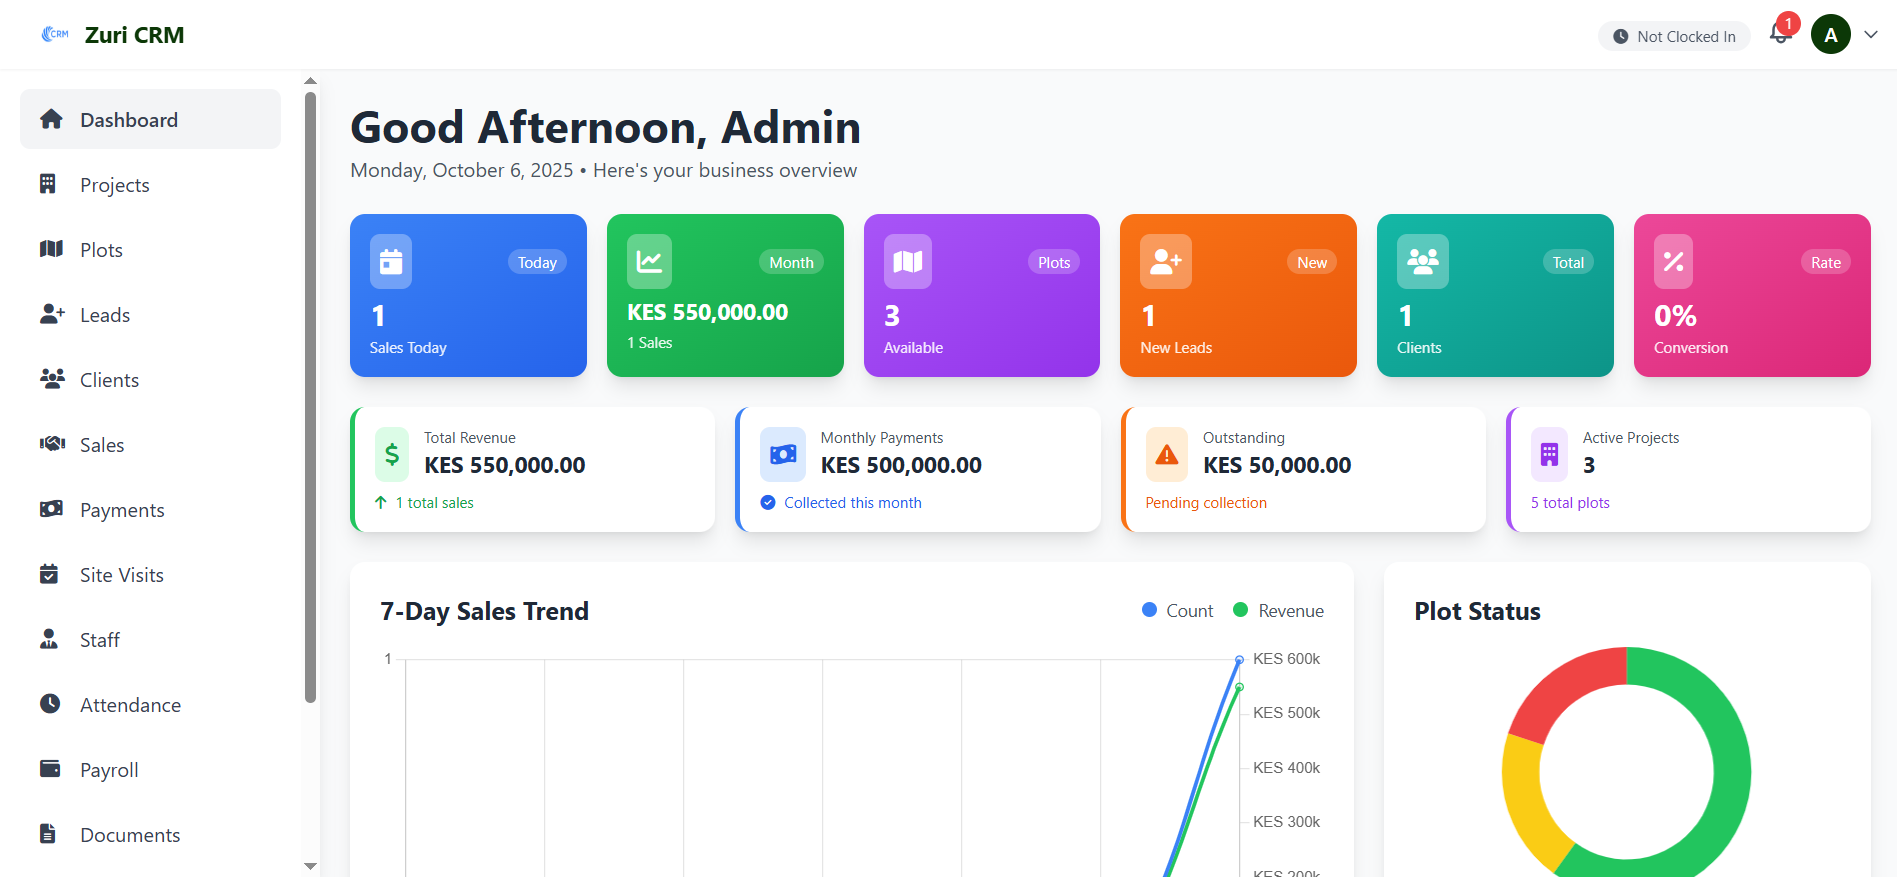 CRM
Zuri CRM
Not Clocked In
1
A
Dashboard
Projects
Plots
Leads
Clients
Sales
Payments
Site Visits
Staff
Attendance
Payroll
Documents
Good Afternoon, Admin
Monday, October 6, 2025 • Here's your business overview
Today
1
Sales Today
Month
KES 550,000.00
1 Sales
Plots
3
Available
New
1
New Leads
Total
1
Clients
Rate
0%
Conversion
Total Revenue
KES 550,000.00
1 total sales
Monthly Payments
KES 500,000.00
Collected this month
Outstanding
KES 50,000.00
Pending collection
Active Projects
3
5 total plots
7-Day Sales Trend
Count
Revenue
1
KES 600k
KES 500k
KES 400k
KES 300k
KES 200k
Plot Status